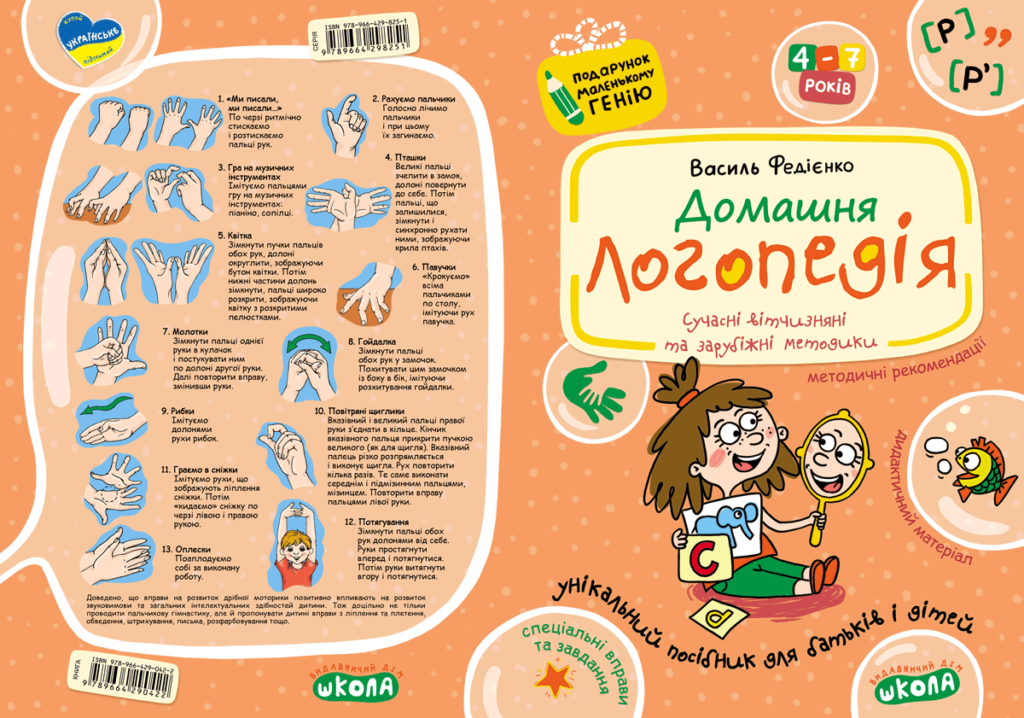 КУПУЙ
УКРАЇНСЬКЕ
ПІДТРИМАЙ
СЕРІЯ
ISBN 978-966-429-825-1
9 789664 298251
1. «Ми писали,
ми писали...»
По черзі ритмічно
стискаємо
і розтискаємо
пальці рук.
2. Рахуємо пальчики
Голосно лічимо
пальчики
і при цьому
їх загинаємо.
3. Гра на музичних
інструментах
Імітуємо пальцями
гру на музичних
інструментах:
піаніно, сопілці.
4. Пташки
Великі пальці
зчепити в замок,
долоні повернути
до себе. Потім
пальці, що
залишилися,
зімкнути і
синхронно рухати
ними, зображуючи
крила птахів.
5. Квітка
Зімкнути пучки пальців
обох рук, долоні
округлити, зображуючи
бутон квітки. Потім
нижні частини долонь
зімкнути, пальці широко
розкрити, зображуючи
квітку з розкритими
пелюстками.
6. Павучки
«Крокуємо»
всіма
пальчиками
по столу,
імітуючи рух
павучка.
7. Молотки
Зімкнути пальці однієї
руки в кулачок
і постукувати ним
по долоні другої руки.
Далі повторити вправу,
змінивши руки.
8. Гойдалка
Зімкнути пальці
обох рук у замочок.
Похитувати цим замочком
із боку в бік, імітуючи
розхитування гойдалки.
9. Рибки
Імітуємо
долонями
рухи рибок.
10. Повітряні щиглики
Вказівний і великий пальці правої
руки з'єднати в кільце. Кінчик
вказівного пальця прикрити пучкою
великого (як для щигля). Вказівний
палець різко розпрямляється
і виконує щигля. Рух повторити
кілька разів. Те саме виконати
середнім і підмізинним пальцями,
мізинцем. Повторити вправу
пальцями лівої руки.
11. Граємо в сніжки
Імітуємо рухи, що
зображують ліплення
сніжки. Потім
«кидаємо» сніжку по
черзі лівою і правою
рукою.
12. Потягування
Зімкнути пальці обох
рук долонями від себе.
Руки простягнути
вперед і потягнутися.
Потім руки витягнути
вгору і потягнутися.
13. Оплески
Поаплодуємо
собі за виконану
роботу.
Доведено, що вправи на розвиток дрібної моторики позитивно впливають на розвиток
звуковимови та загальних інтелектуальних здібностей дитини. Тож доцільно не тільки
проводити пальчикову гімнастику, але й пропонувати дитині вправи з ліплення та плетення,
обведення, штрихування, письма, розфарбовування тощо.
КНИГА
ISBN 978-966-429-042-2
9 789664 290422
ВИДАВНИЧИЙ ДІМ
ШКОЛА
ПОДАРУНОК
МАЛЕНЬКОМУ
ГЕНІЮ
4-7
РОКІВ
[Р] ,,
[Р']
Василь Федієнко
Домашня
Логопедія
Сучасні вітчизняні
та зарубіжні методики
методичні рекомендації
дидактичний матеріал
С
d
унікальний посібник для батьків і дітей
спеціальні вправи
та завдання
ВИДАВНИЧИЙ ДІМ
ШКОЛА